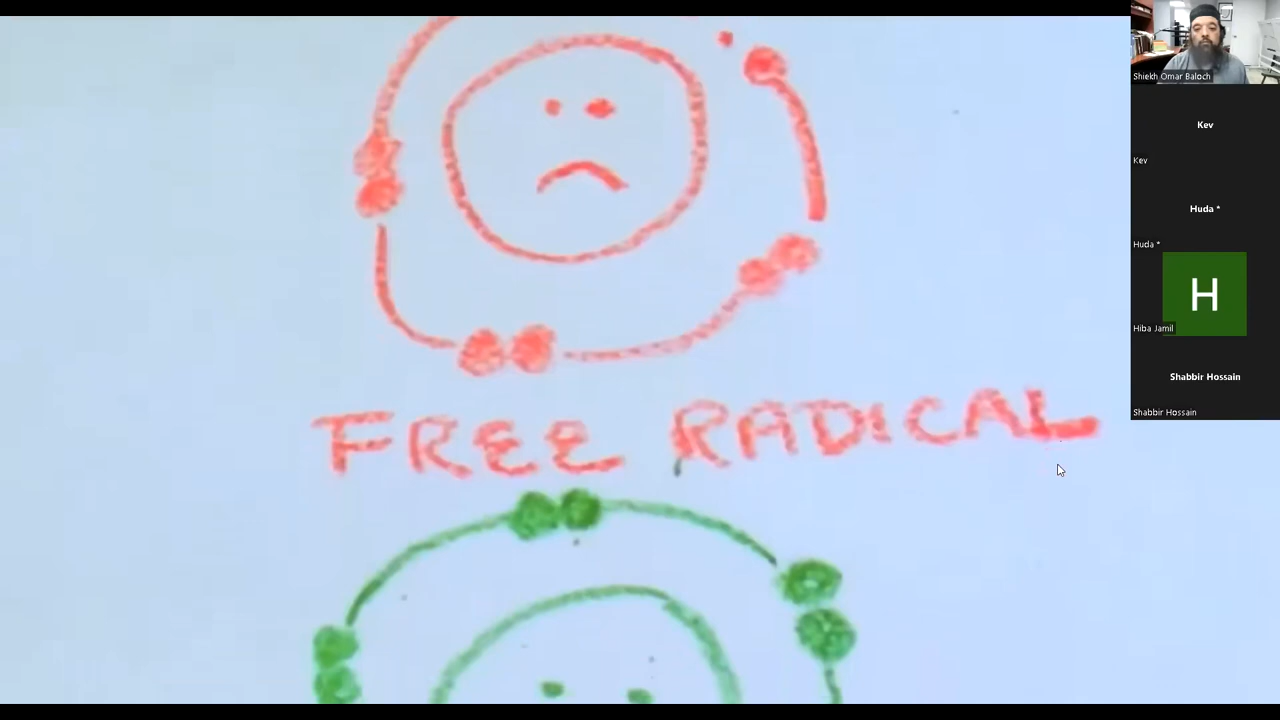 Shiekh Omar Baloch
Kev
Kev
Huda *
Huda *
H
Hiba Jamil
Shabbir Hossain
Shabbir Hossain
FREE RADICAL